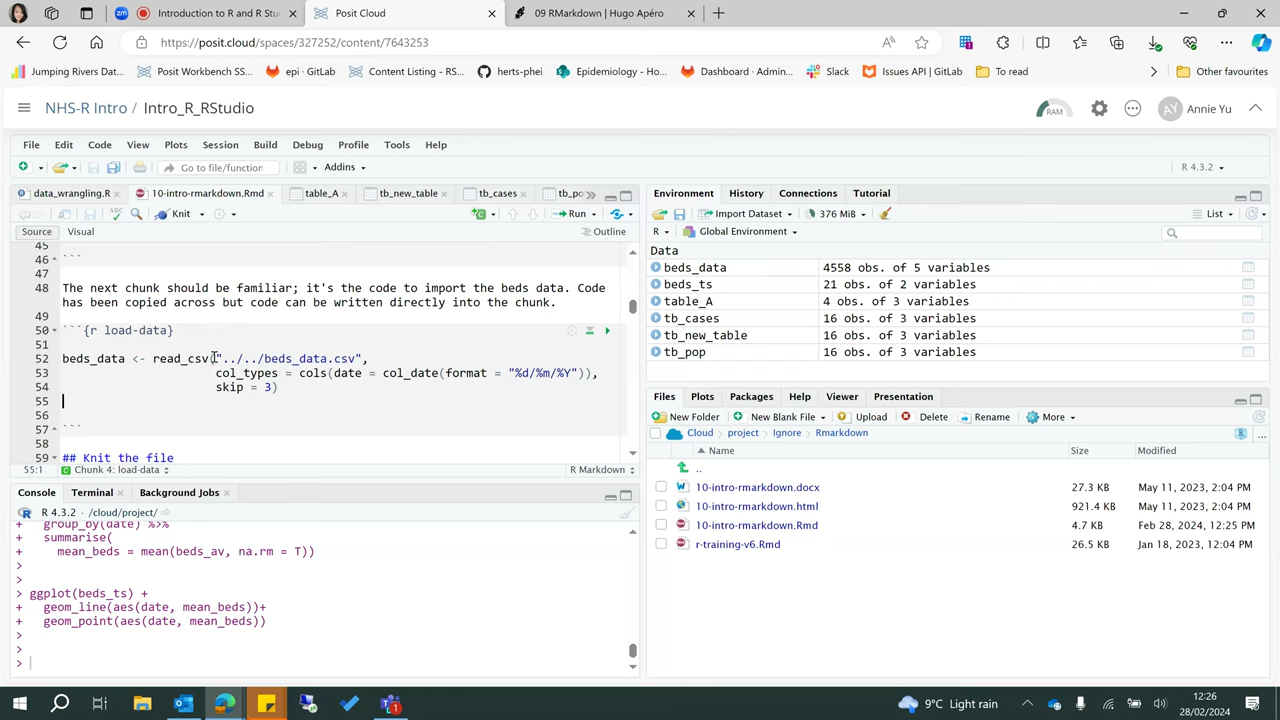 Introduction to R and R Stu
Posit Cloud
09 RMarkdown | Hugo Apéro
https://posit.cloud/spaces/327252/content/7643253
Jumping Rivers Dat...
Posit Workbench SS...
epi · GitLab
Content Listing - RS...
herts-phei
Epidemiology - Ho...
Dashboard · Admin...
Slack
Issues API | GitLab
To read
Other favourites
NHS-R Intro / Intro_R_RStudio
RAM
AY
Annie Yu
File Edit Code View Plots Session Build Debug Profile Tools Help
Go to file/function
Addins
R 4.3.2
data_wrangling.R
10-intro-rmarkdown.Rmd
table_A
tb_new_table
tb_cases
tb_po
ABC
Knit
Run
Source Visual
Outline
45
46 ```
47
48 The next chunk should be familiar; it's the code to import the beds data. Code
has been copied across but code can be written directly into the chunk.
49
50 ```{r load-data}
51
52 beds_data <- read_csv("../../beds_data.csv",
53 col_types = cols(date = col_date(format = "%d/%m/%Y")),
54 skip = 3)
55
56
57 ```
58
59 ## Knit the file
55:1 Chunk 4: load-data
R Markdown
Console Terminal Background Jobs
R 4.3.2 · /cloud/project/
+ group_by(date) %>%
+ summarise(
+ mean_beds = mean(beds_av, na.rm = T))
>
>
> ggplot(beds_ts) +
+ geom_line(aes(date, mean_beds))+
+ geom_point(aes(date, mean_beds))
>
>
>
Environment History Connections Tutorial
Import Dataset
376 MiB
List
R Global Environment
Data
beds_data 4558 obs. of 5 variables
beds_ts 21 obs. of 2 variables
table_A 4 obs. of 3 variables
tb_cases 16 obs. of 3 variables
tb_new_table 16 obs. of 3 variables
tb_pop 16 obs. of 3 variables
Files Plots Packages Help Viewer Presentation
New Folder New Blank File Upload Delete Rename More
Cloud project Ignore Rmarkdown
Name Size Modified
..
10-intro-rmarkdown.docx 27.3 KB May 11, 2023, 2:04 PM
10-intro-rmarkdown.html 921.4 KB May 11, 2023, 2:04 PM
10-intro-rmarkdown.Rmd 4.7 KB Feb 28, 2024, 12:25 PM
r-training-v6.Rmd 26.5 KB Jan 18, 2023, 12:04 PM
9°C Light rain
12:26
28/02/2024